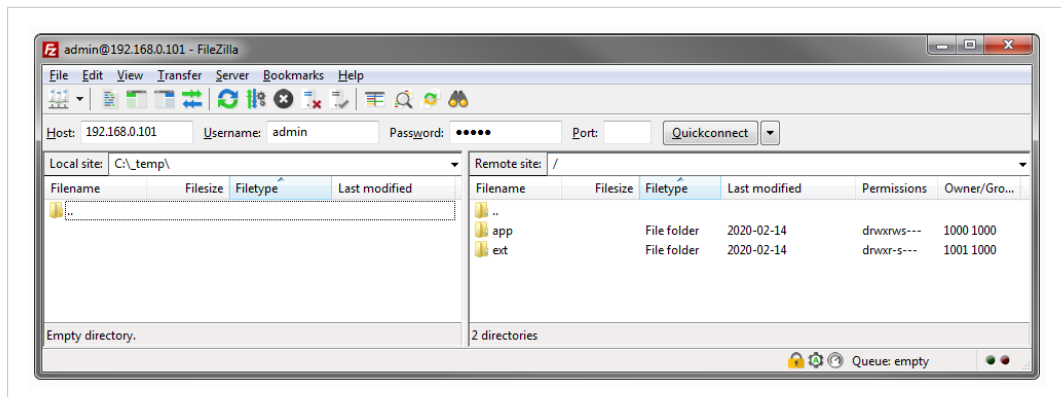 admin@192.168.0.101 - FileZilla
File Edit View Transfer Server Bookmarks Help
Host: 192.168.0.101 Username: admin Password: ●●●●● Port: Quickconnect
Local site: C:\_temp\ Remote site: /
Filename Filesize Filetype Last modified Filename Filesize Filetype Last modified Permissions Owner/Gro...
.. ..
app File folder 2020-02-14 drwxrws--- 1000 1000
ext File folder 2020-02-14 drwxr-s--- 1001 1000
Empty directory. 2 directories
Queue: empty